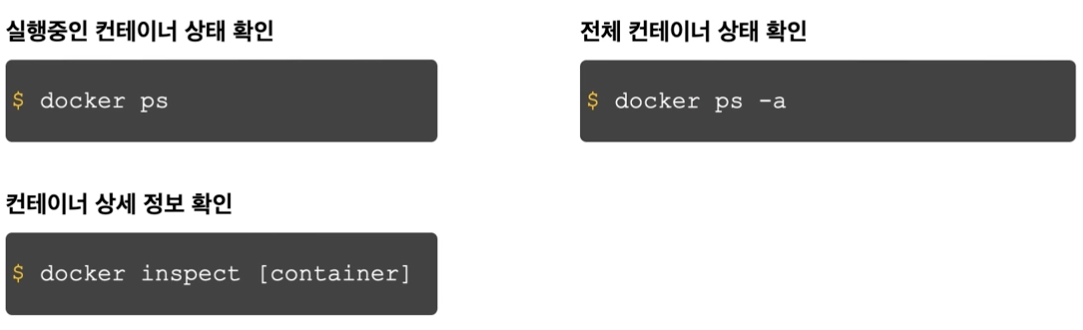 실행중인 컨테이너 상태 확인
$ docker ps
전체 컨테이너 상태 확인
$ docker ps -a
컨테이너 상세 정보 확인
$ docker inspect [container]